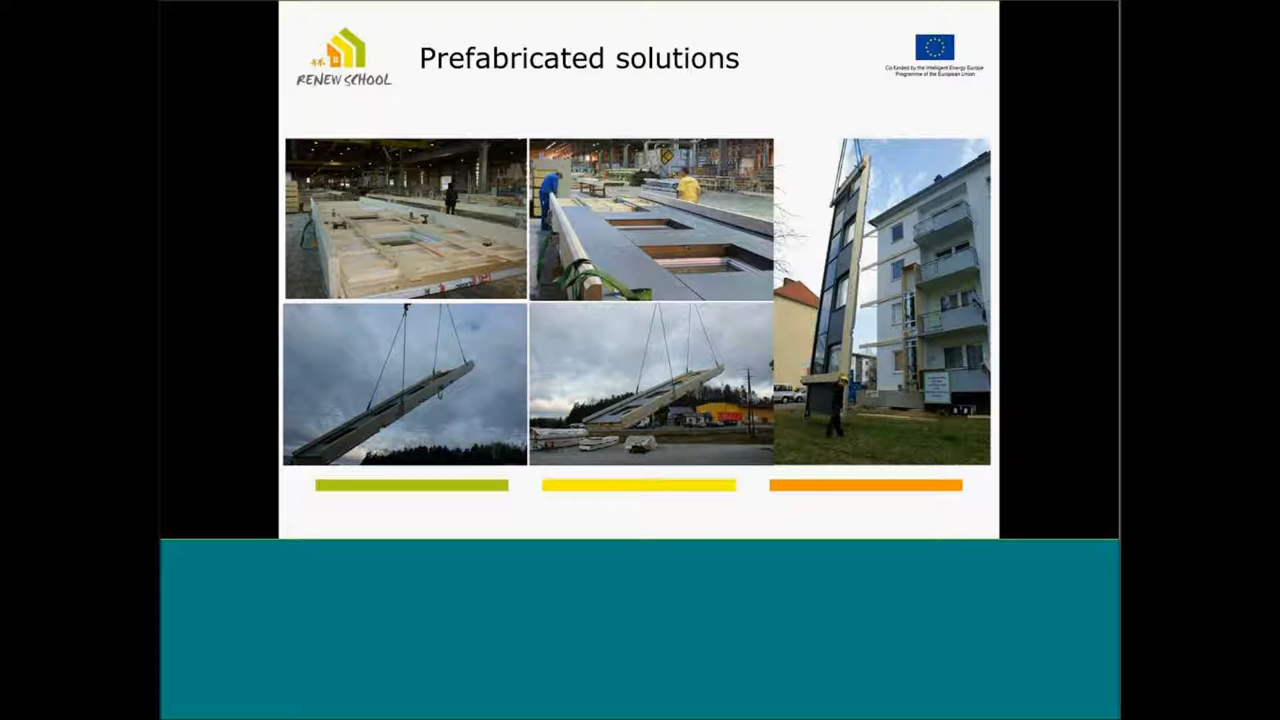 RENEW SCHOOL
Prefabricated solutions
Co-funded by the Intelligent Energy Europe
Programme of the European Union